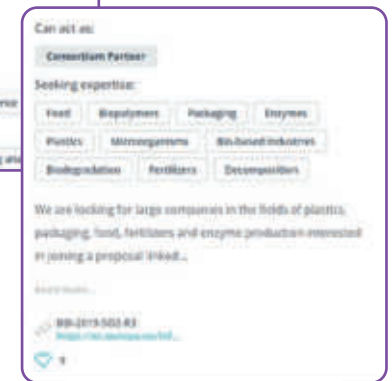 Can act as:
Consortium Partner
Seeking expertise:
Food Biopolymers Packaging Enzymes
Plastics Microorganisms Bio-based industries
Biodegradation Fertilizers Decomposition
We are looking for large companies in the fields of plastics,
packaging, food, fertilizers and enzyme production interested
in joining a proposal linked...
Read more...
BBI-2019-SO2-R3